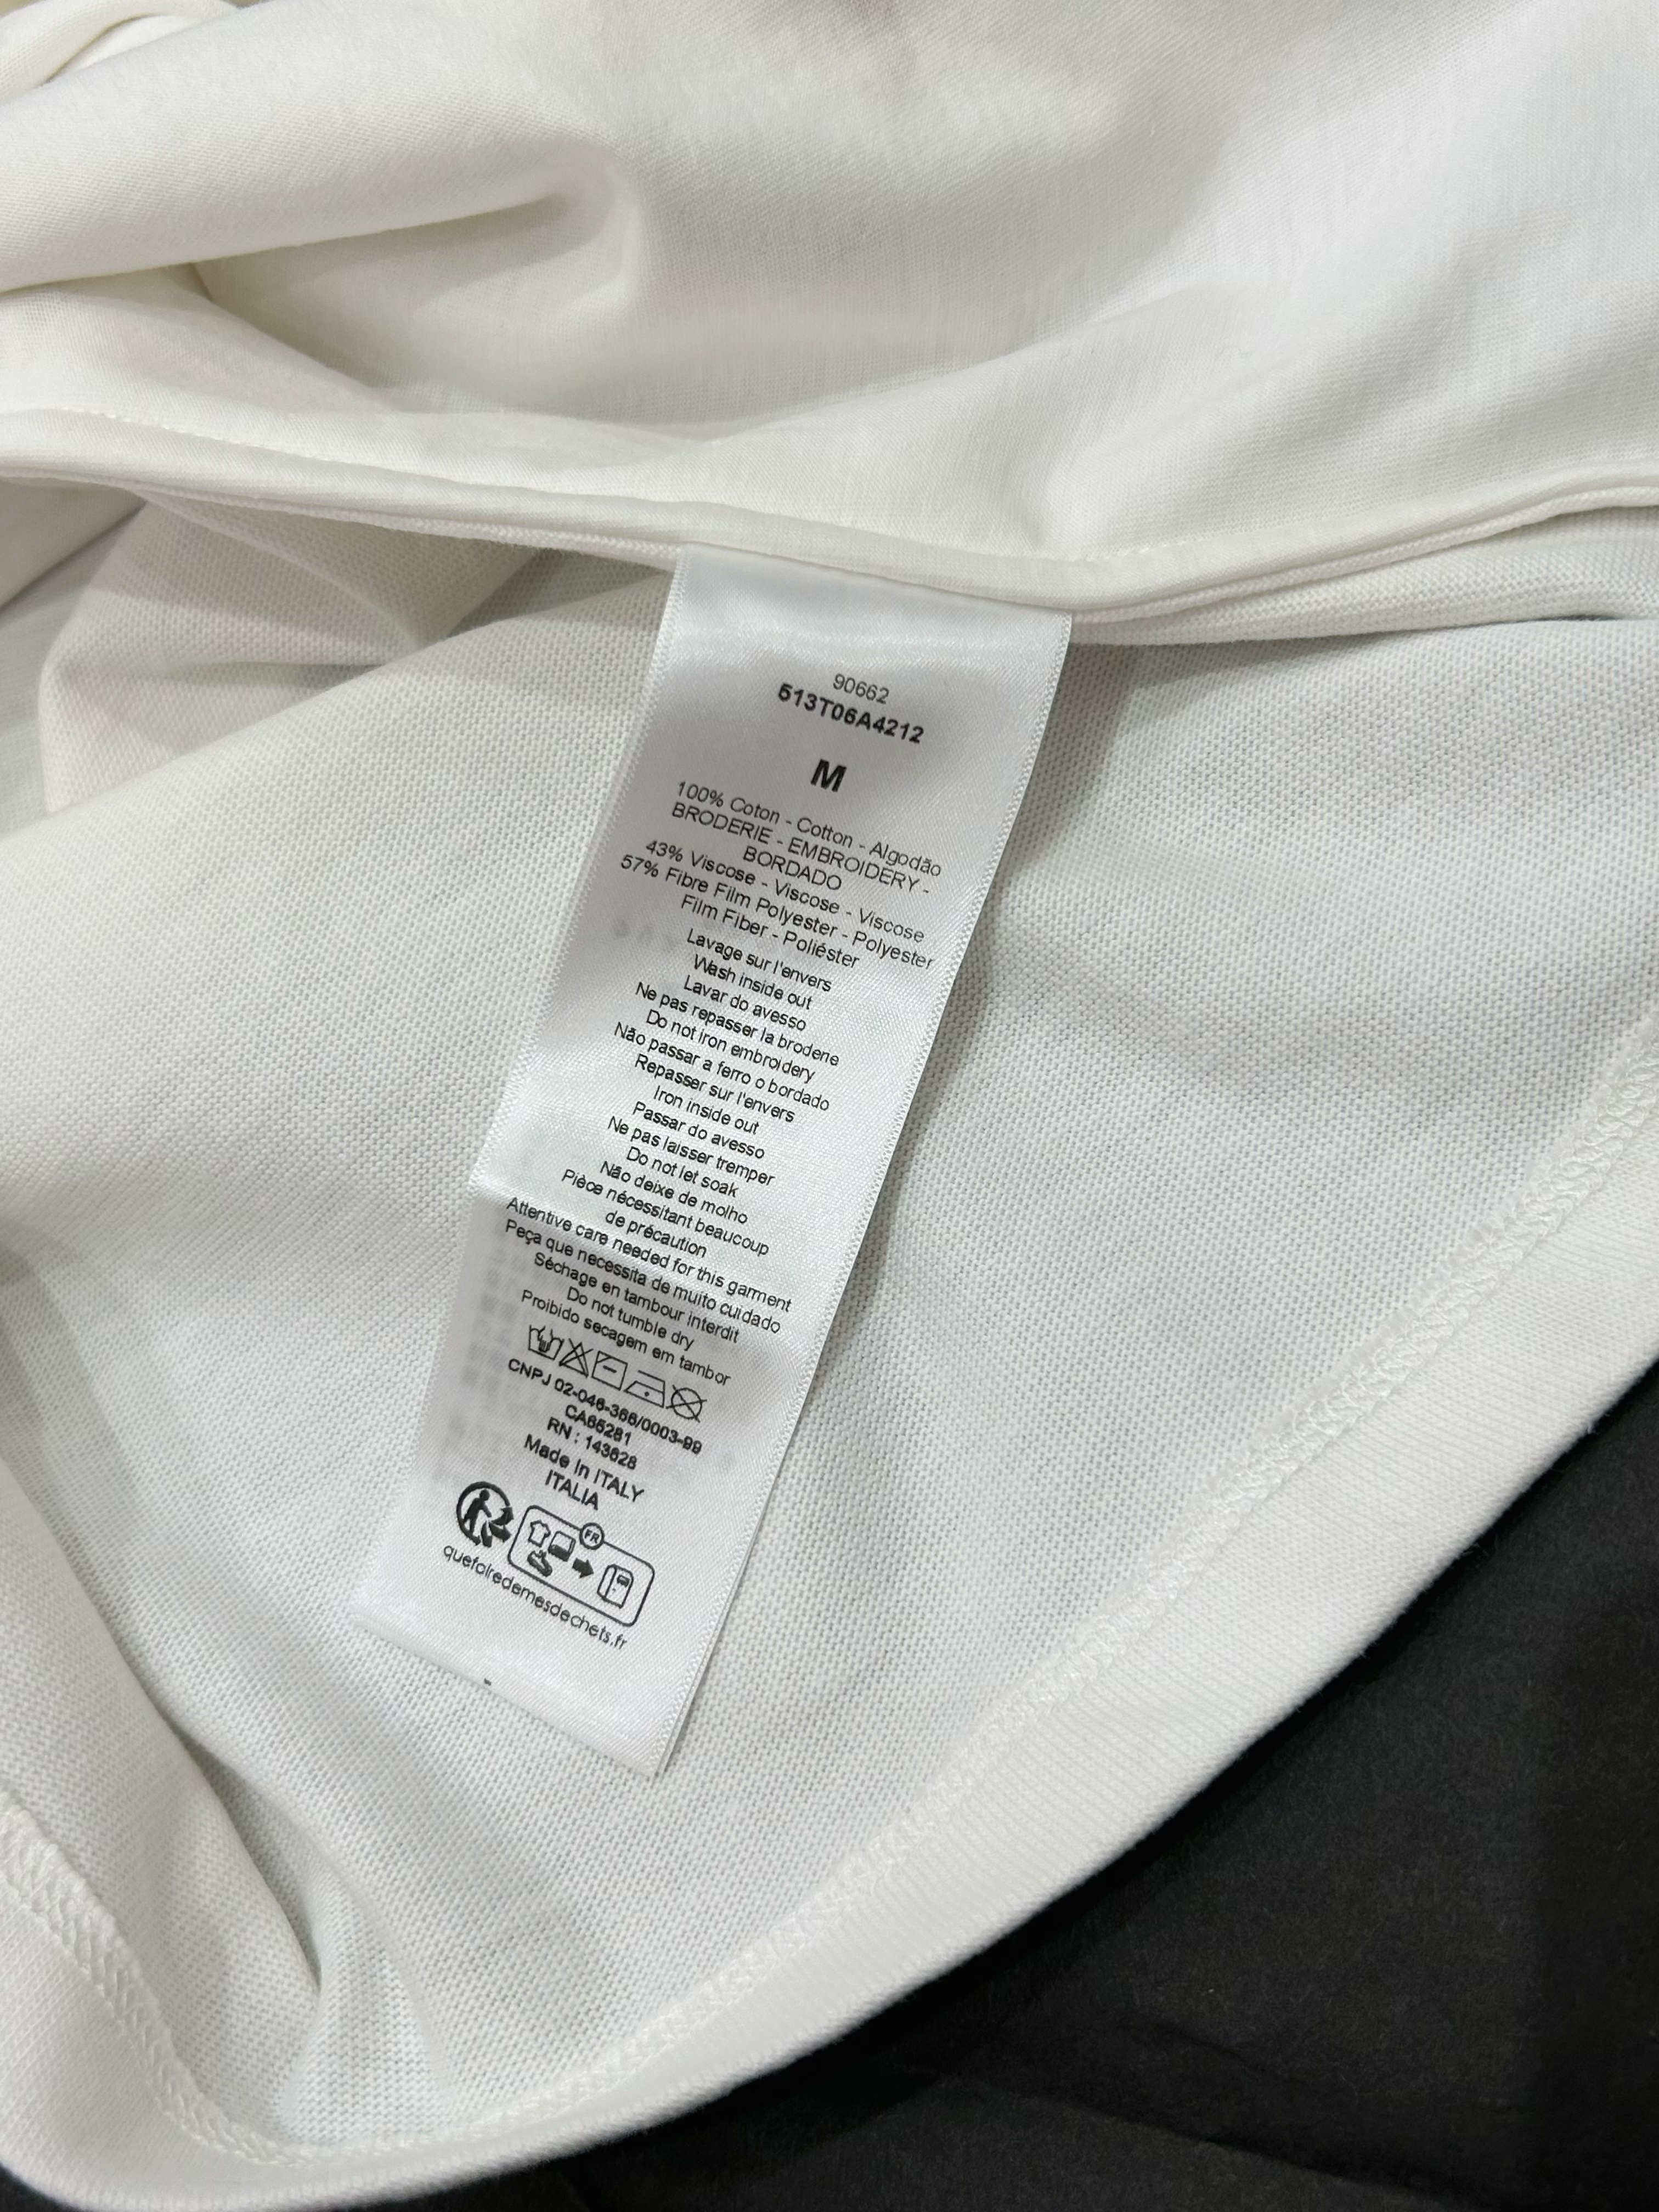 90662
513T06A4212
M
100% Coton - Cotton - Algodão
BRODERIE - EMBROIDERY -
BORDADO
43% Viscose - Viscose - Viscose
57% Fibre Film Polyester - Polyester
Film Fiber - Poliéster
Lavage sur l'envers
Wash inside out
Lavar do avesso
Ne pas repasser la broderie
Do not iron embroidery
Não passar a ferro o bordado
Repasser sur l'envers
Iron inside out
Passar do avesso
Ne pas laisser tremper
Do not let soak
Não deixe de molho
Pièce nécessitant beaucoup
de précaution
Attentive care needed for this garment
Peça que necessita de muito cuidado
Séchage en tambour interdit
Do not tumble dry
Proibido secagem em tambor
CNPJ 02-046-366/0003-99
CA65281
RN : 143628
Made in ITALY
ITALIA
FR
quefairedemesdechets.fr